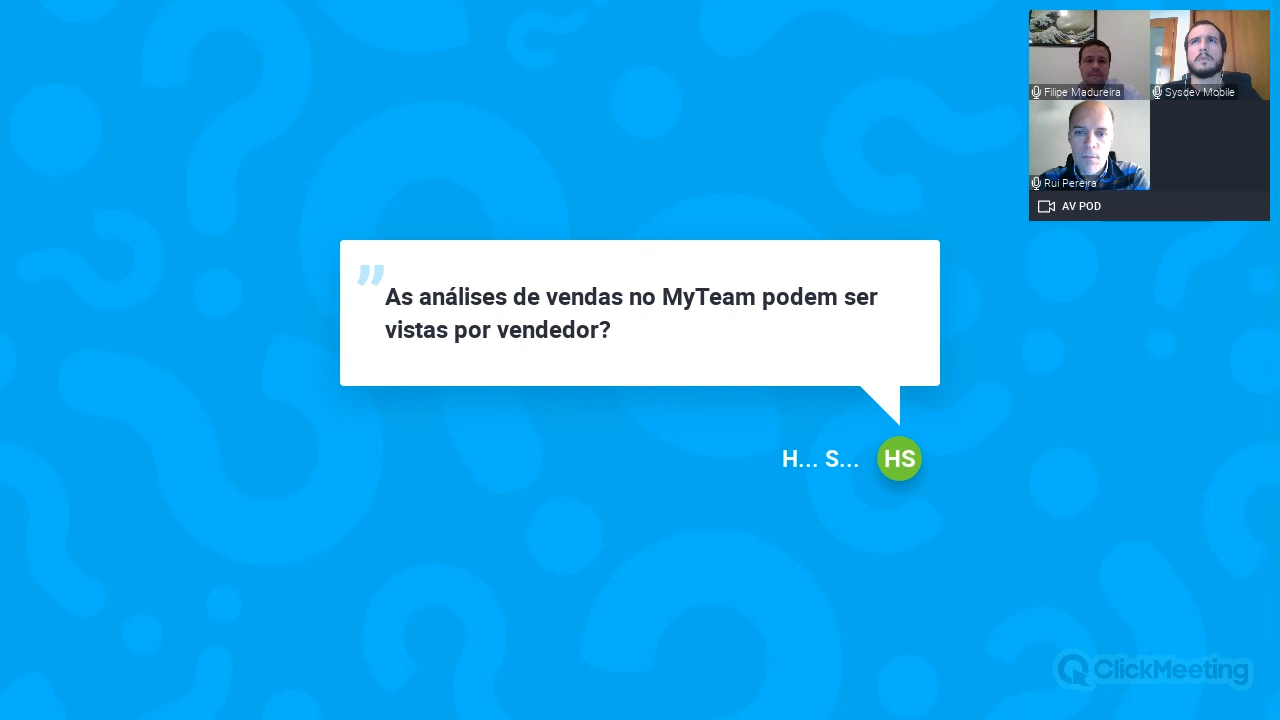 Filipe Madureira
Sysdev Mobile
Rui Pereira
AV POD
” As análises de vendas no MyTeam podem ser
vistas por vendedor?
H... S... HS
ClickMeeting